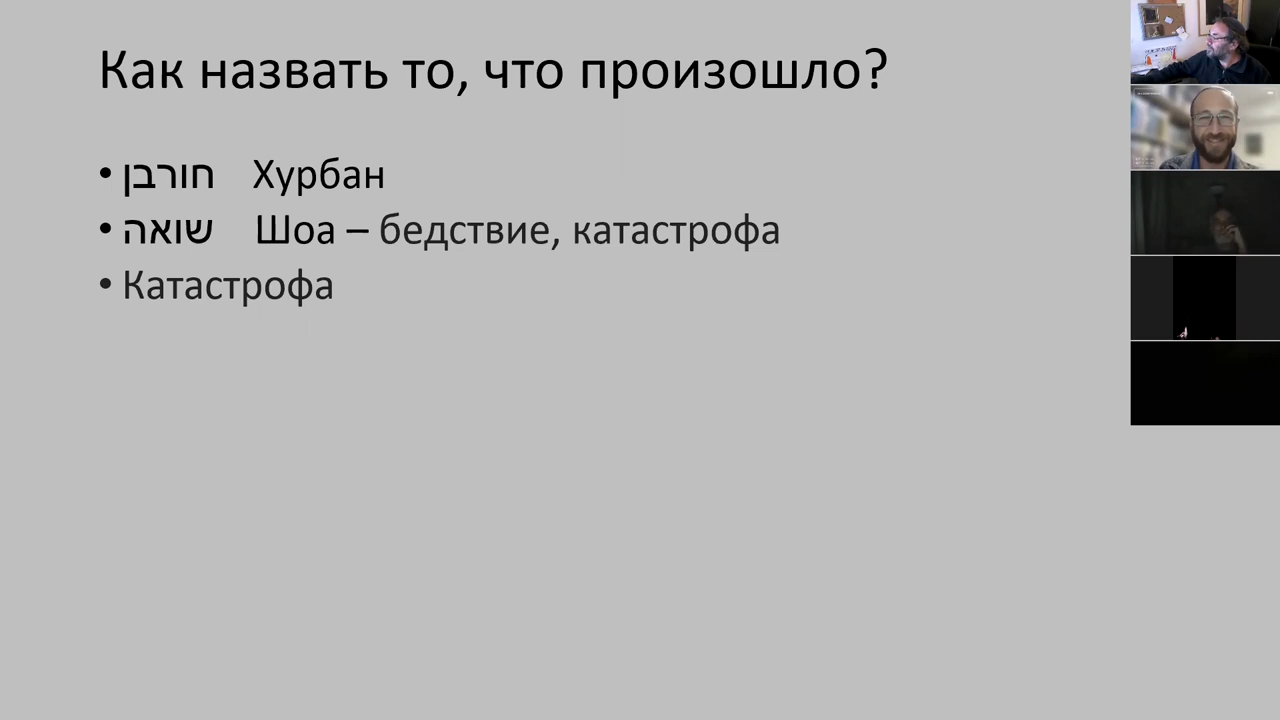 Как назвать то, что произошло?
• חורבן Хурбан
• שואה Шоа – бедствие, катастрофа
• Катастрофа